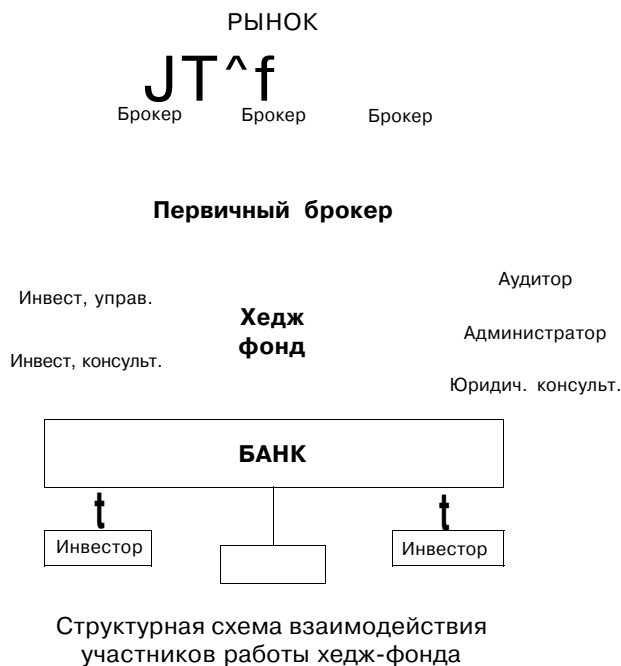 РЫНОК
JT^f
Брокер Брокер Брокер
Первичный брокер
Аудитор
Инвест, управ.
Хедж
фонд
Администратор
Инвест, консульт.
Юридич. консульт.
БАНК
t t
Инвестор Инвестор
Структурная схема взаимодействия
участников работы хедж-фонда